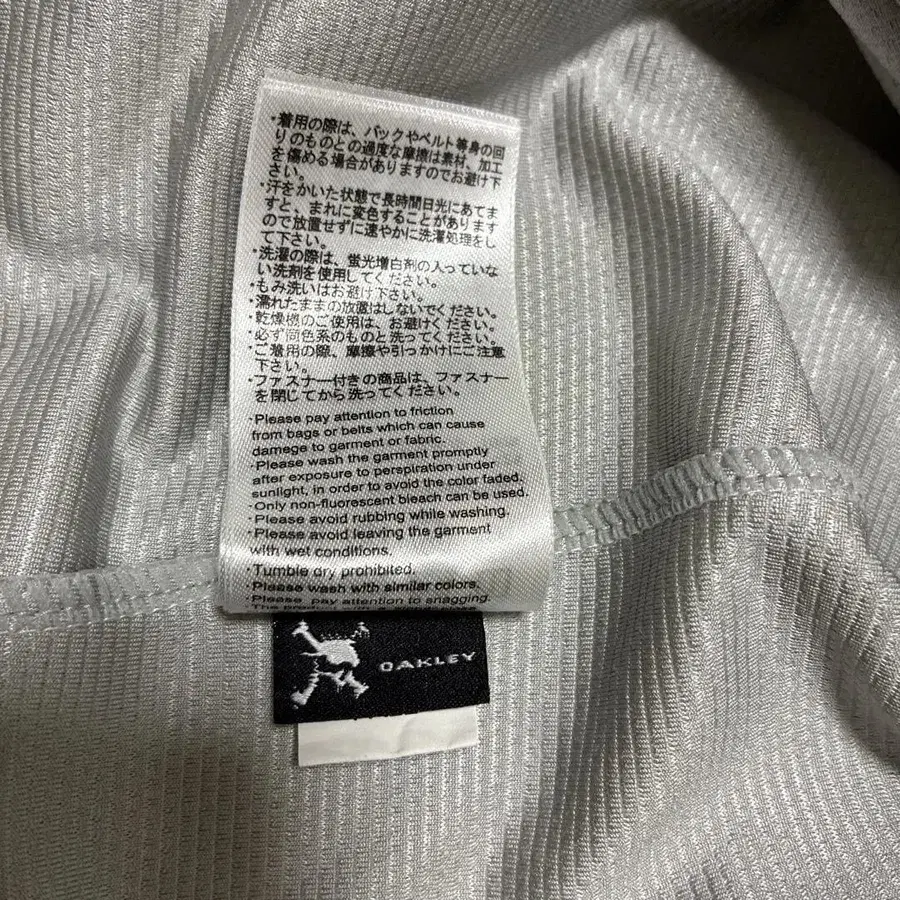 ・着用の際は、バックやベルト等身の回
りのものとの過度な摩擦は素材、加工
を傷める場合がありますのでお避け下
さい。
・汗をかいた状態で長時間日光にあてま
すと、まれに変色することがあります
ので放置せずに速やかに洗濯処理をし
て下さい。
・洗濯の際は、蛍光増白剤の入っていな
い洗剤を使用してください。
・もみ洗いはお避け下さい。
・濡れたままの放置はしないでください。
・乾燥機のご使用は、お避けください。
・必ず同色系のものと洗ってください。
・ご着用の際、摩擦や引っかけにご注意
下さい。
・ファスナー付きの商品は、ファスナー
を閉じてから洗ってください。
・Please pay attention to friction
from bags or belts which can cause
damage to garment or fabric.
・Please wash the garment promptly
after exposure to perspiration under
sunlight, in order to avoid the color faded.
・Only non-fluorescent bleach can be used.
・Please avoid rubbing while washing.
・Please avoid leaving the garment
with wet conditions.
・Tumble dry prohibited.
・Please wash with similar colors.
・Please pay attention to snagging.
・The product with
OAKLEY